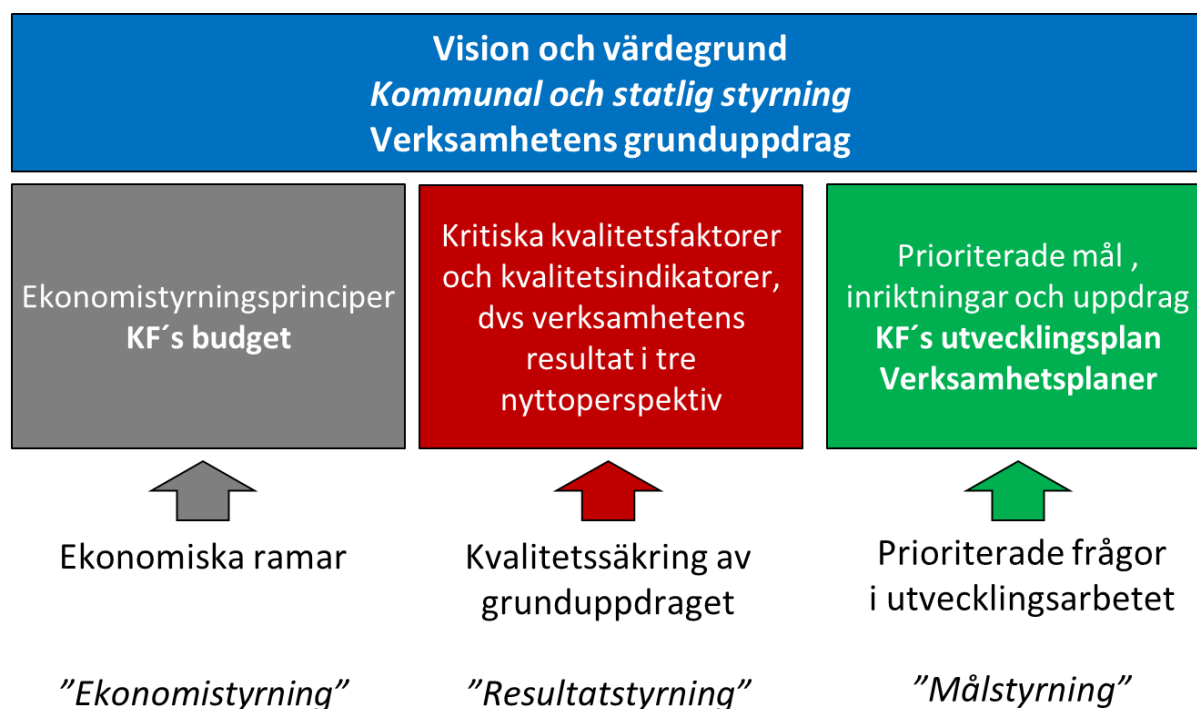 Vision och värdegrund
Kommunal och statlig styrning
Verksamhetens grunduppdrag
Ekonomistyrningsprinciper
KF´s budget
Kritiska kvalitetsfaktorer
och kvalitetsindikatorer,
dvs verksamhetens
resultat i tre
nyttoperspektiv
Prioriterade mål ,
inriktningar och uppdrag
KF´s utvecklingsplan
Verksamhetsplaner
Ekonomiska ramar
Kvalitetssäkring av
grunduppdraget
Prioriterade frågor
i utvecklingsarbetet
”Ekonomistyrning”
”Resultatstyrning”
”Målstyrning”